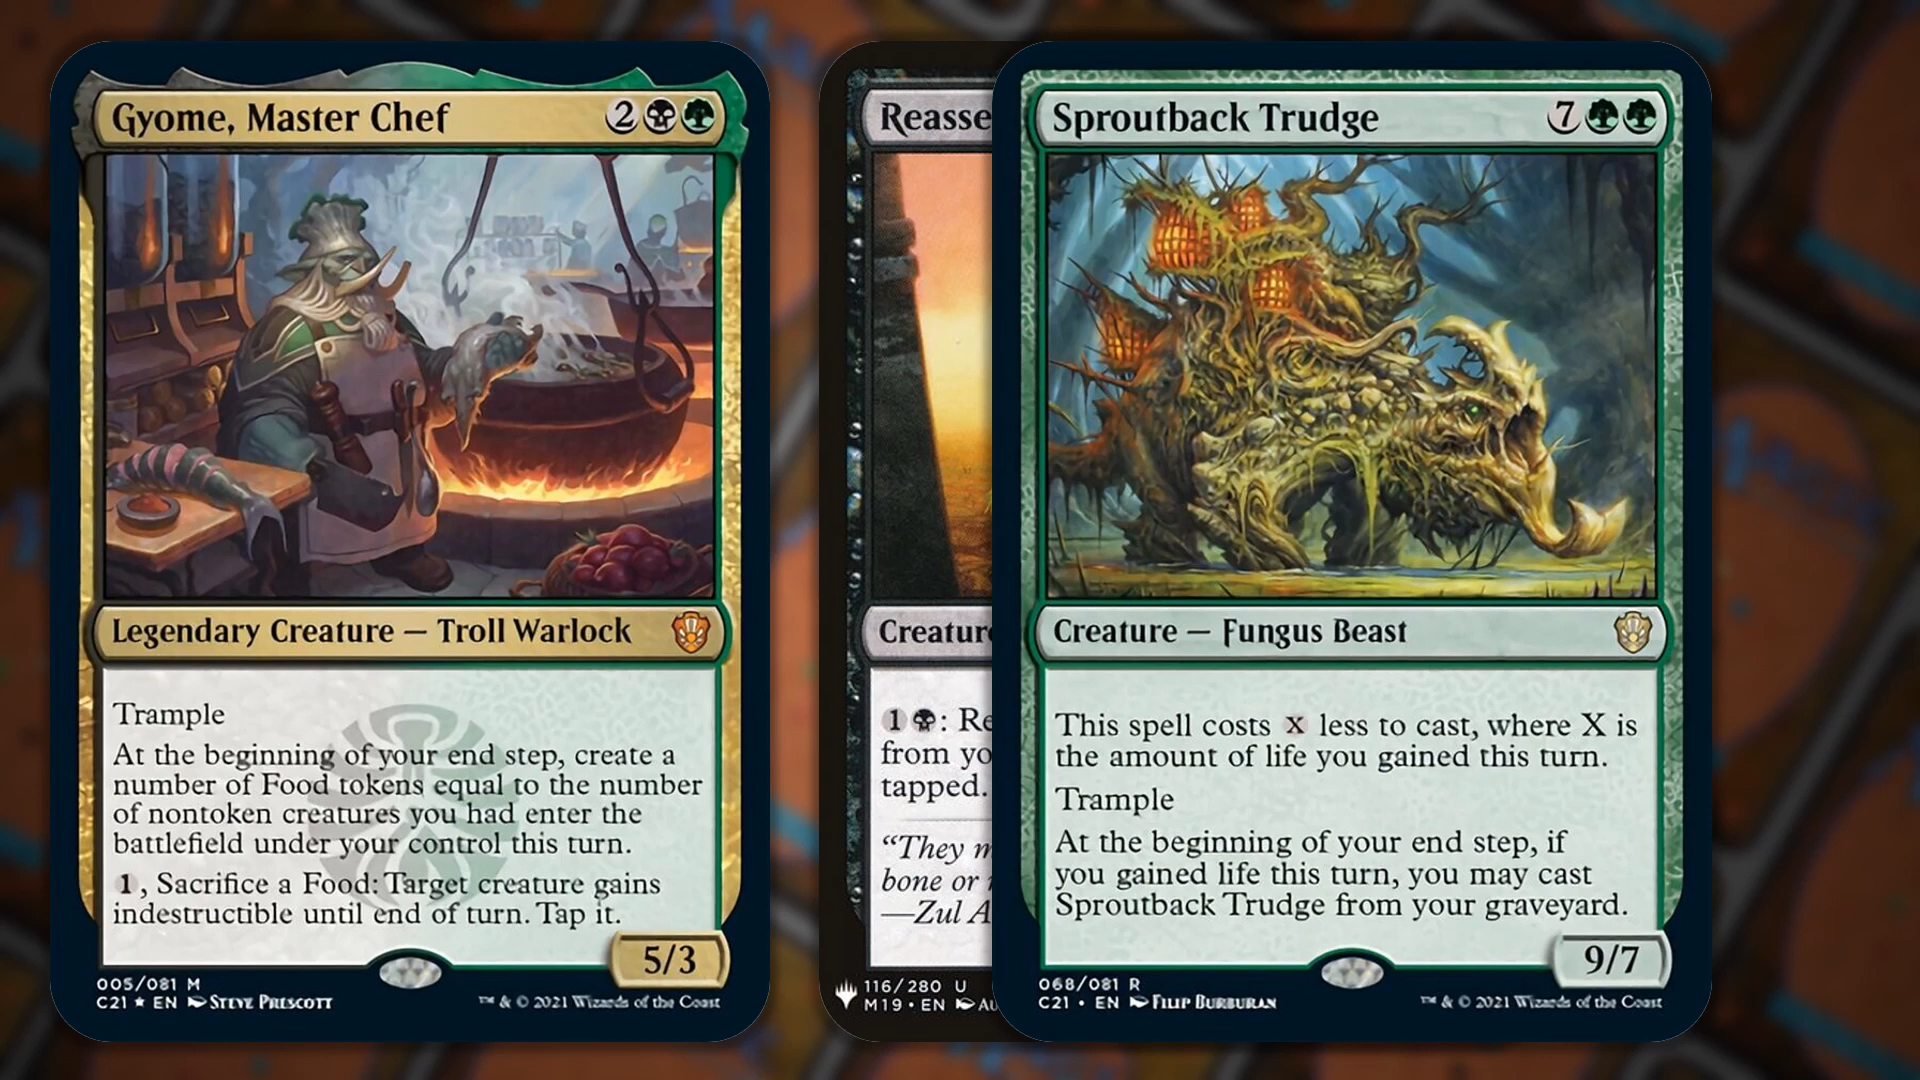 Gyome, Master Chef
2
Legendary Creature — Troll Warlock
Trample
At the beginning of your end step, create a
number of Food tokens equal to the number
of nontoken creatures you had enter the
battlefield under your control this turn.
1, Sacrifice a Food: Target creature gains
indestructible until end of turn. Tap it.
5/3
005/081 M
C21 ★ EN STEVE PRESCOTT
™ & © 2021 Wizards of the Coast
Reasse
Creature
1: Re
from yo
tapped.
“They m
bone or
—Zul A
116/280 U
M19 • EN AU
Sproutback Trudge
7
Creature — Fungus Beast
This spell costs X less to cast, where X is
the amount of life you gained this turn.
Trample
At the beginning of your end step, if
you gained life this turn, you may cast
Sproutback Trudge from your graveyard.
9/7
068/081 R
C21 • EN FILIP BURBURAN
™ & © 2021 Wizards of the Coast